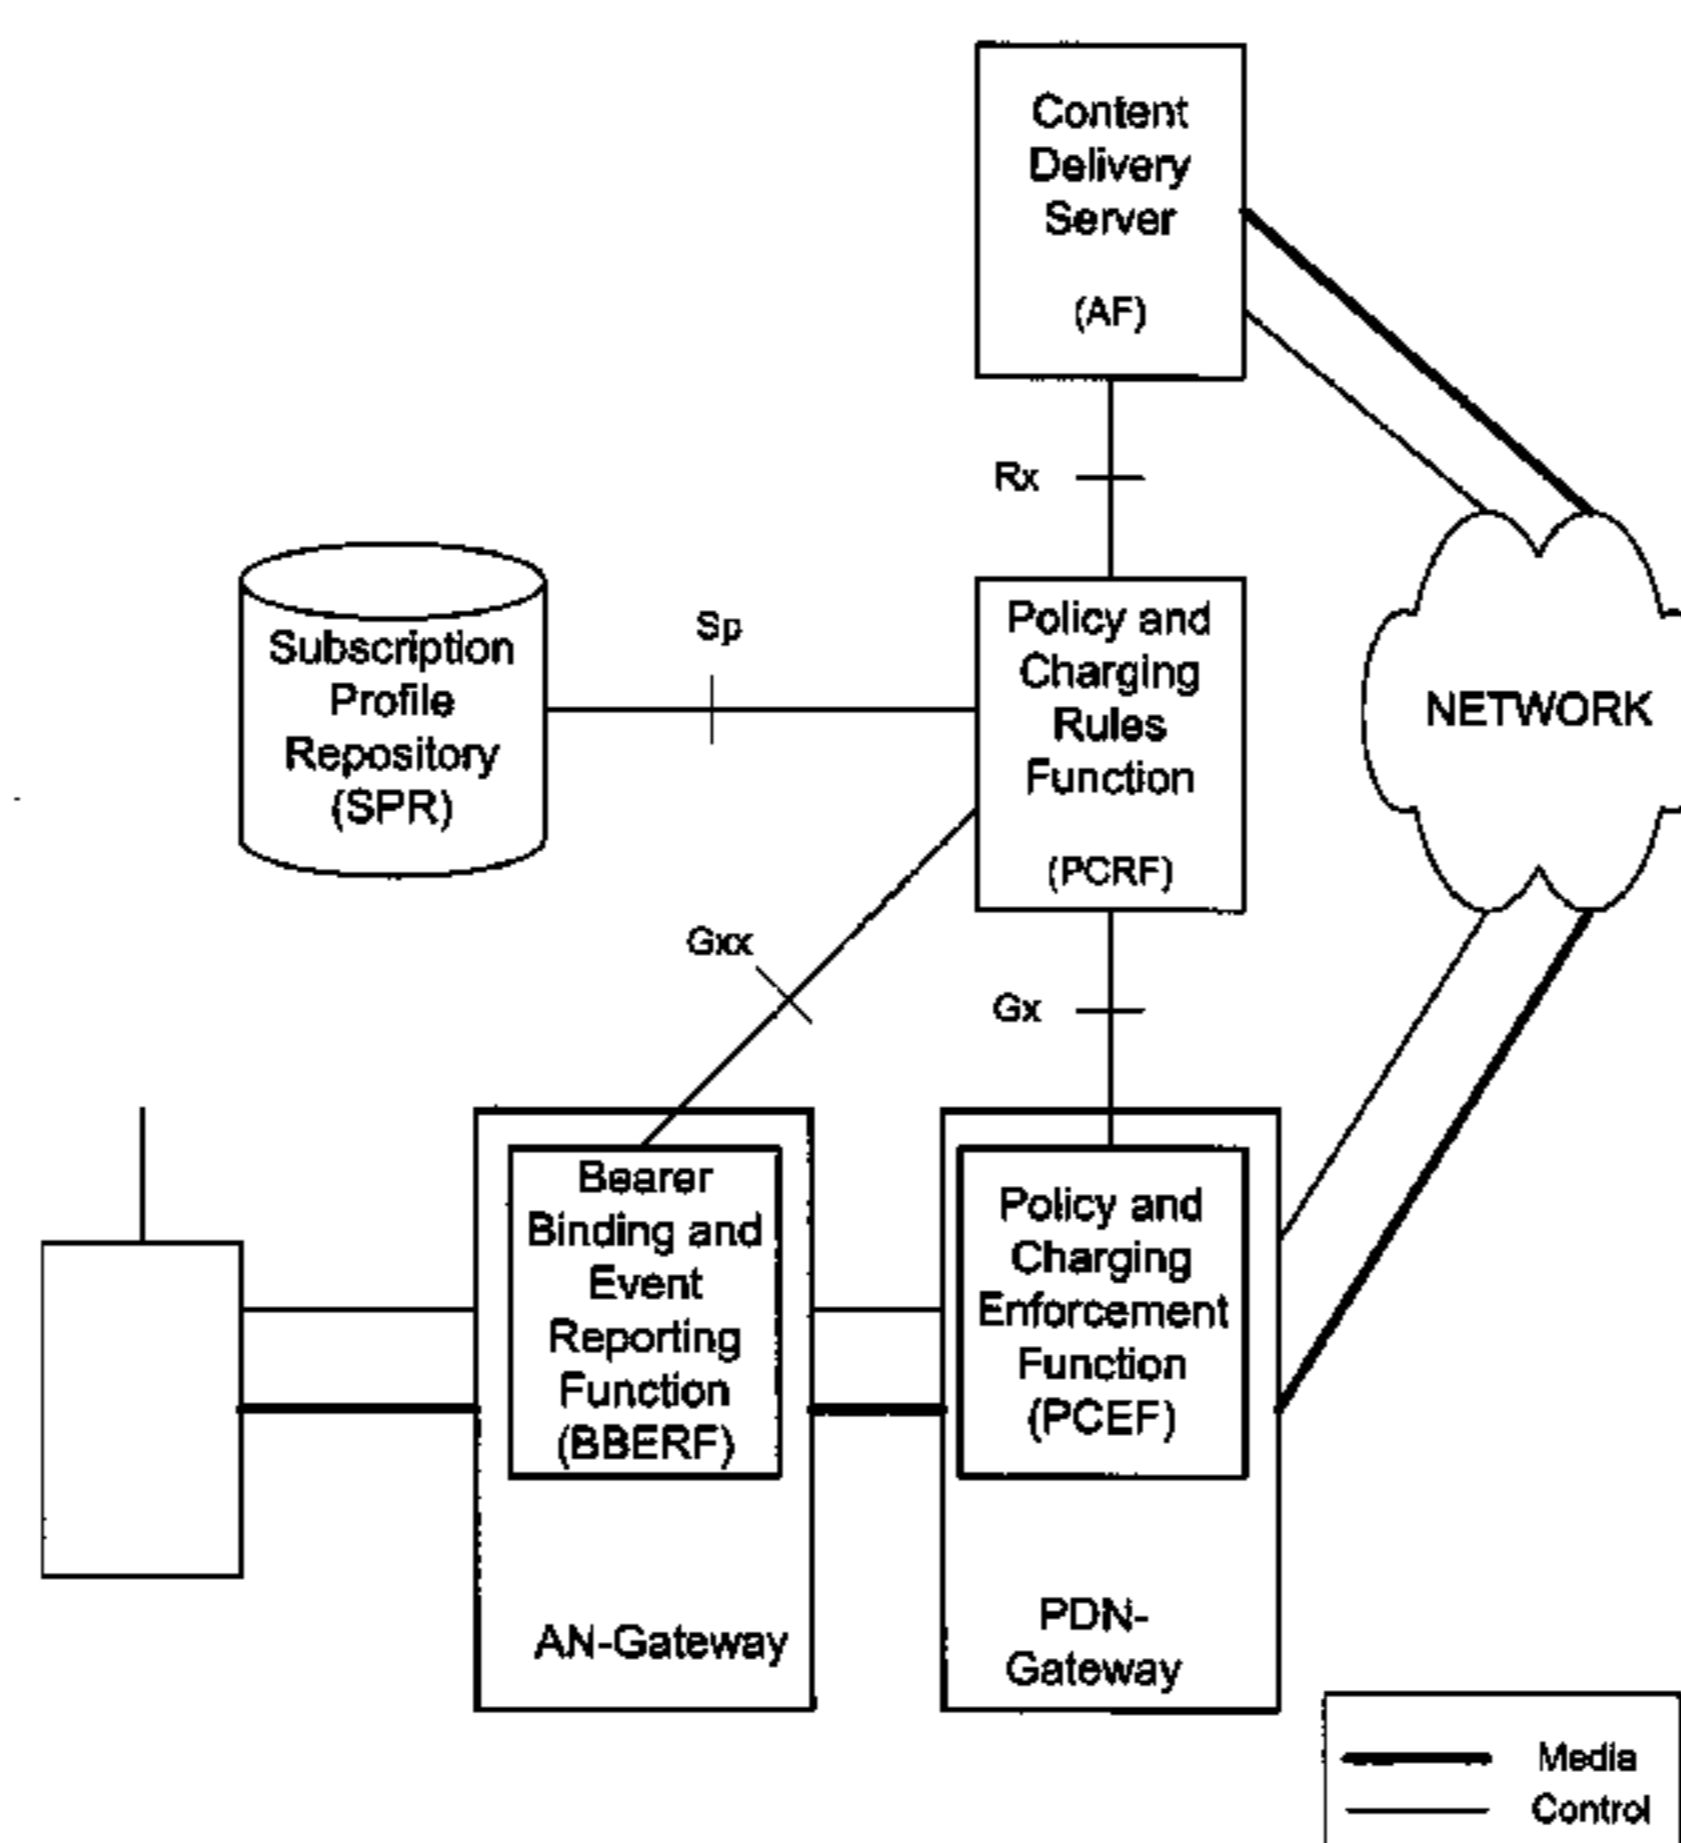 Content
Delivery
Server
(AF)
Rx
Subscription
Profile
Repository
(SPR)
Sp
Policy and
Charging
Rules
Function
(PCRF)
NETWORK
Gxx
Gx
Bearer
Binding and
Event
Reporting
Function
(BBERF)
AN-Gateway
Policy and
Charging
Enforcement
Function
(PCEF)
PDN-
Gateway
Media
Control